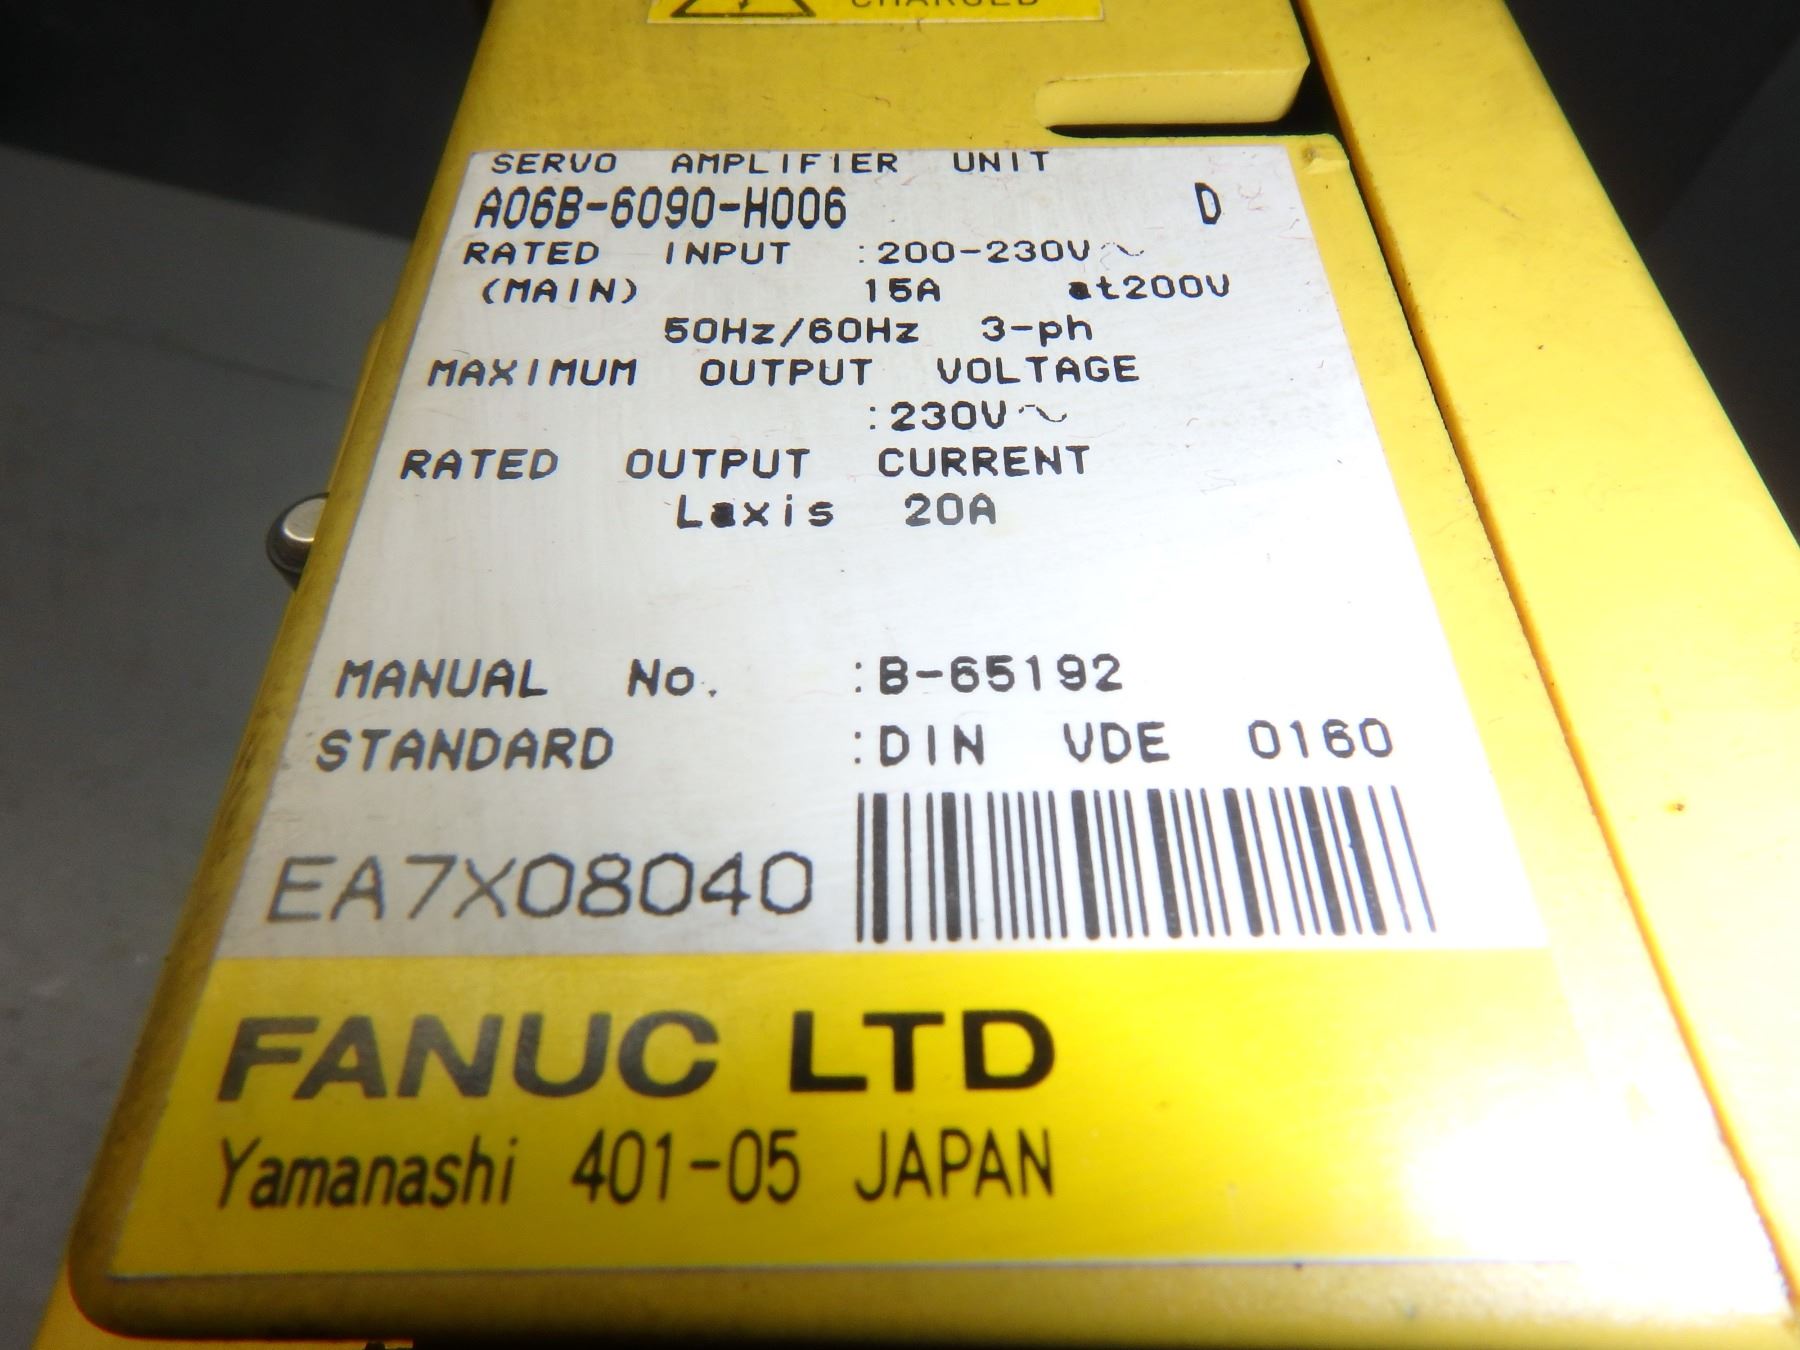 CHARGED
SERVO AMPLIFIER UNIT
A06B-6090-H006 D
RATED INPUT :200-230V~
(MAIN) 15A at200V
50Hz/60Hz 3-ph
MAXIMUM OUTPUT VOLTAGE
:230V~
RATED OUTPUT CURRENT
Laxis 20A
MANUAL No. :B-65192
STANDARD :DIN VDE 0160
EA7X08040
FANUC LTD
Yamanashi 401-05 JAPAN